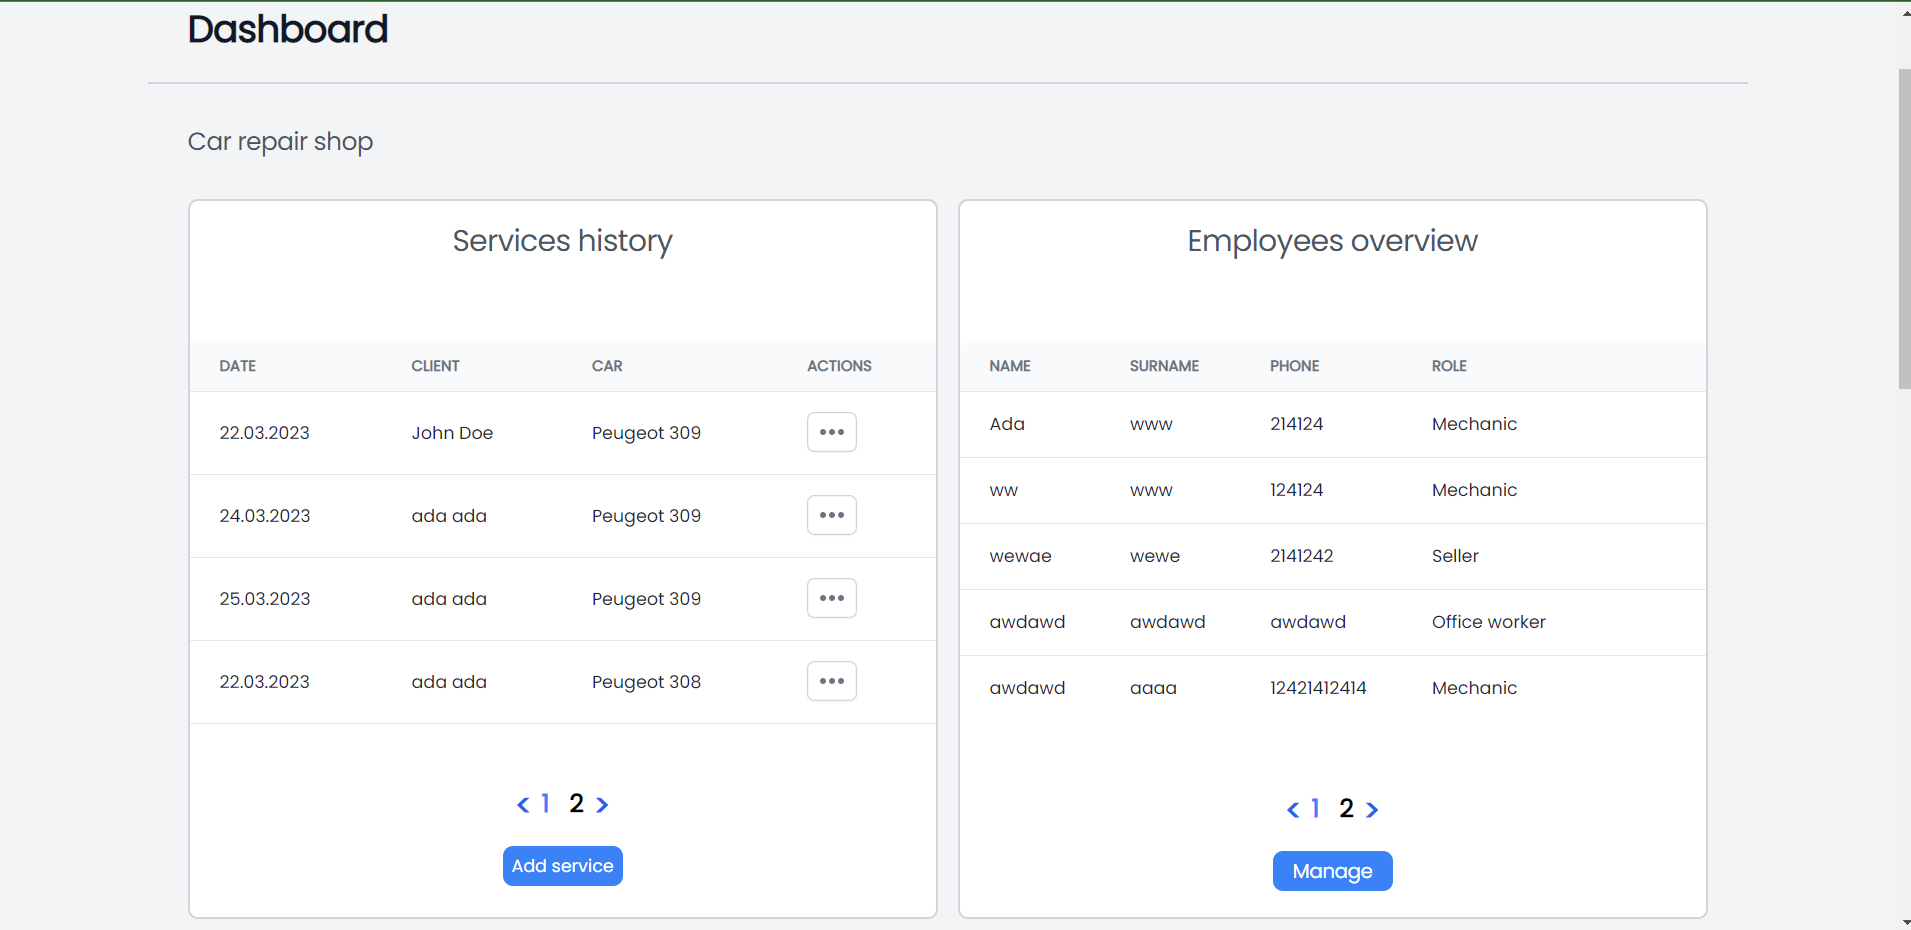 Dashboard
Car repair shop
Services history
DATE CLIENT CAR ACTIONS
22.03.2023 John Doe Peugeot 309
24.03.2023 ada ada Peugeot 309
25.03.2023 ada ada Peugeot 309
22.03.2023 ada ada Peugeot 308
< 1 2 >
Add service
Employees overview
NAME SURNAME PHONE ROLE
Ada www 214124 Mechanic
ww www 124124 Mechanic
wewae wewe 2141242 Seller
awdawd awdawd awdawd Office worker
awdawd aaaa 12421412414 Mechanic
< 1 2 >
Manage